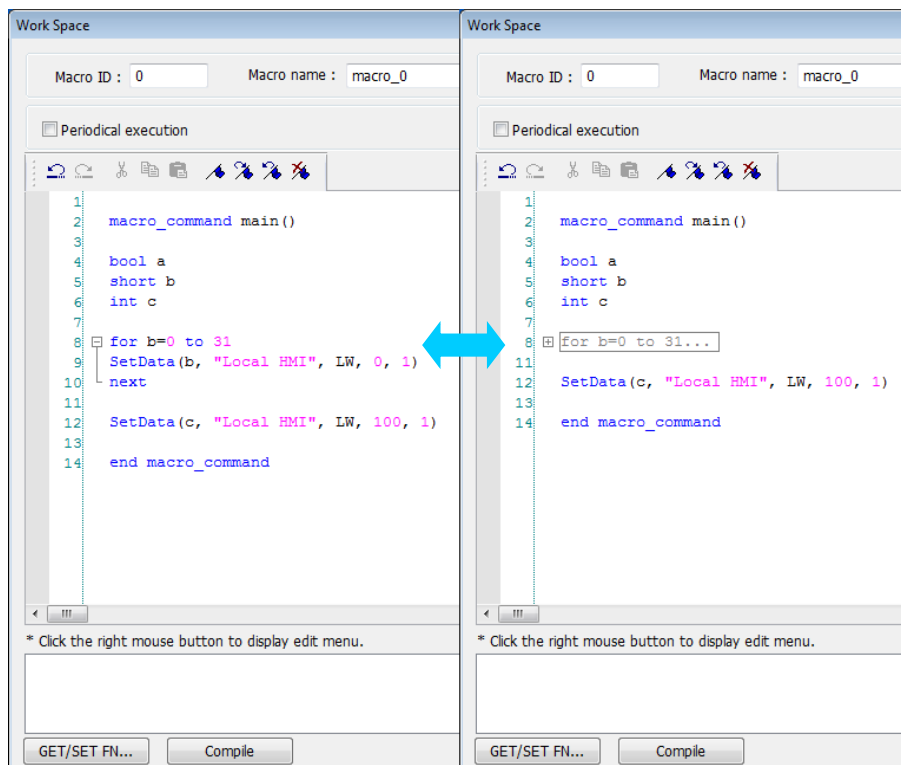 Work Space
Macro ID : 0 Macro name : macro_0
Periodical execution
1
2 macro_command main()
3
4 bool a
5 short b
6 int c
7
8 for b=0 to 31
9 SetData(b, "Local HMI", LW, 0, 1)
10 next
11
12 SetData(c, "Local HMI", LW, 100, 1)
13
14 end macro_command
* Click the right mouse button to display edit menu.
GET/SET FN... Compile
Work Space
Macro ID : 0 Macro name : macro_0
Periodical execution
1
2 macro_command main()
3
4 bool a
5 short b
6 int c
7
8 for b=0 to 31...
11
12 SetData(c, "Local HMI", LW, 100, 1)
13
14 end macro_command
* Click the right mouse button to display edit menu.
GET/SET FN... Compile